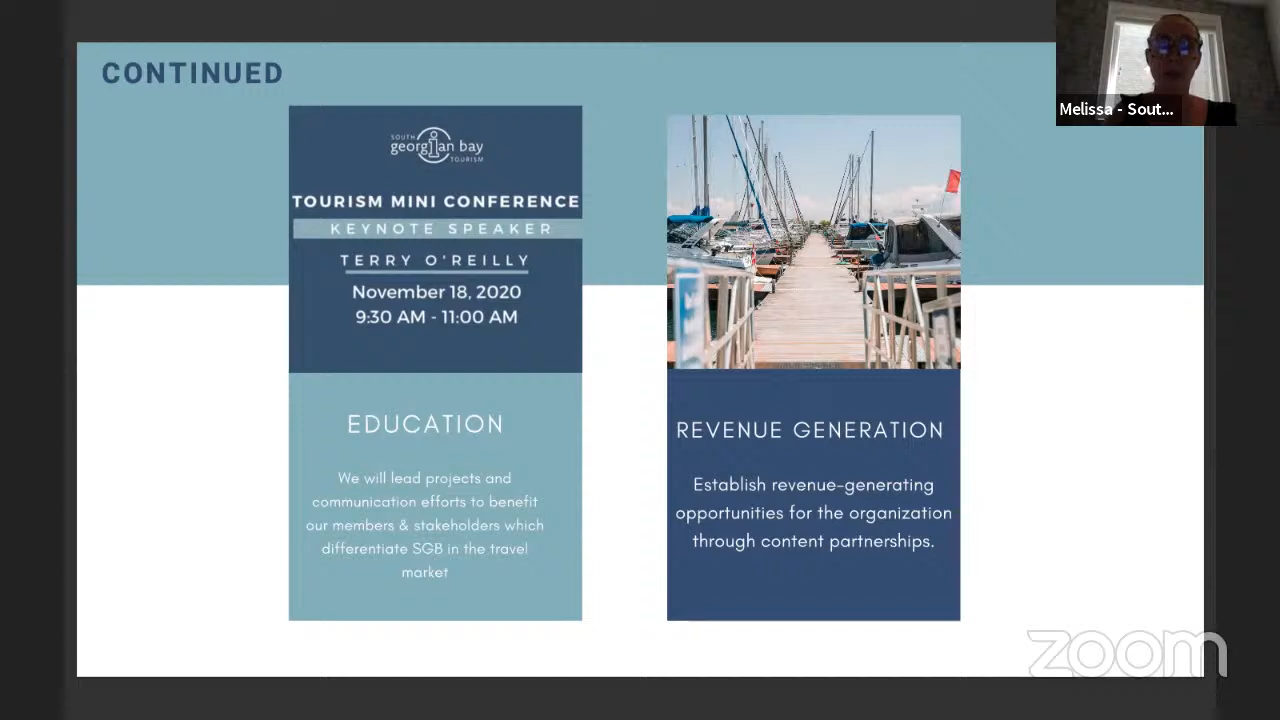 CONTINUED
SOUTH
georgian bay
TOURISM
TOURISM MINI CONFERENCE
KEYNOTE SPEAKER
TERRY O'REILLY
November 18, 2020
9:30 AM - 11:00 AM
EDUCATION
We will lead projects and
communication efforts to benefit
our members & stakeholders which
differentiate SGB in the travel
market
REVENUE GENERATION
Establish revenue-generating
opportunities for the organization
through content partnerships.
Melissa - Sout...
zoom